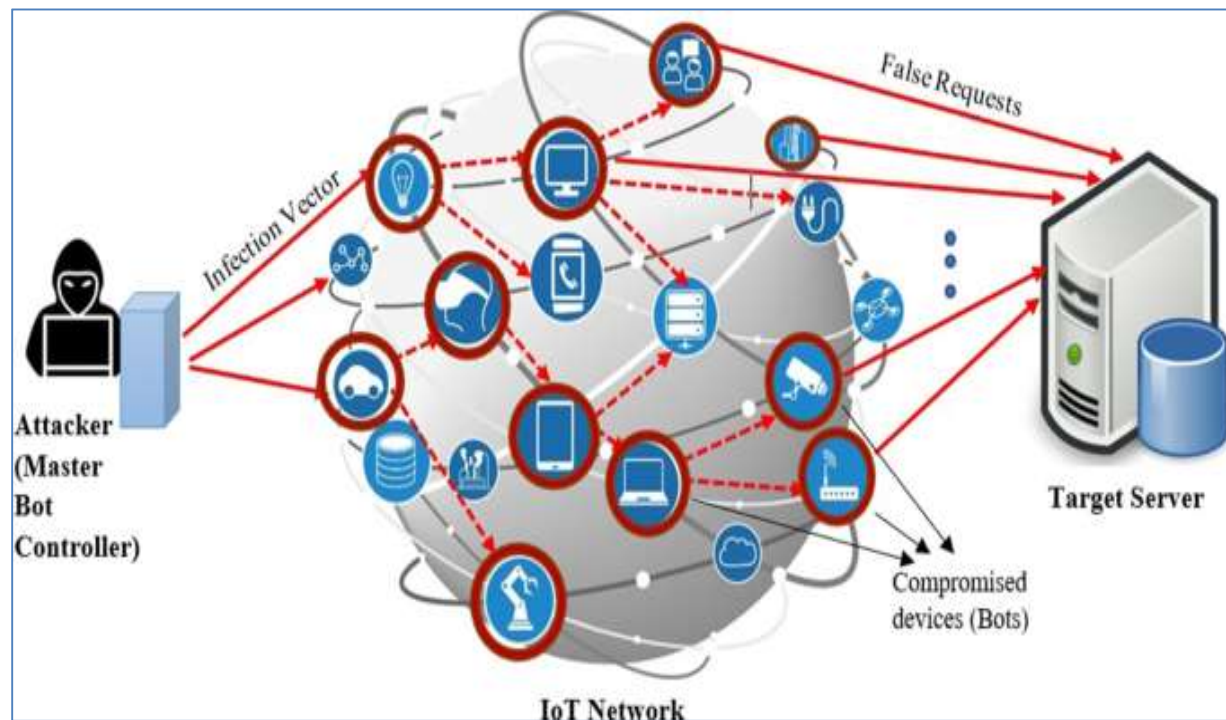 False Requests
Infection Vector
Attacker
(Master
Bot
Controller)
Target Server
Compromised
devices (Bots)
IoT Network